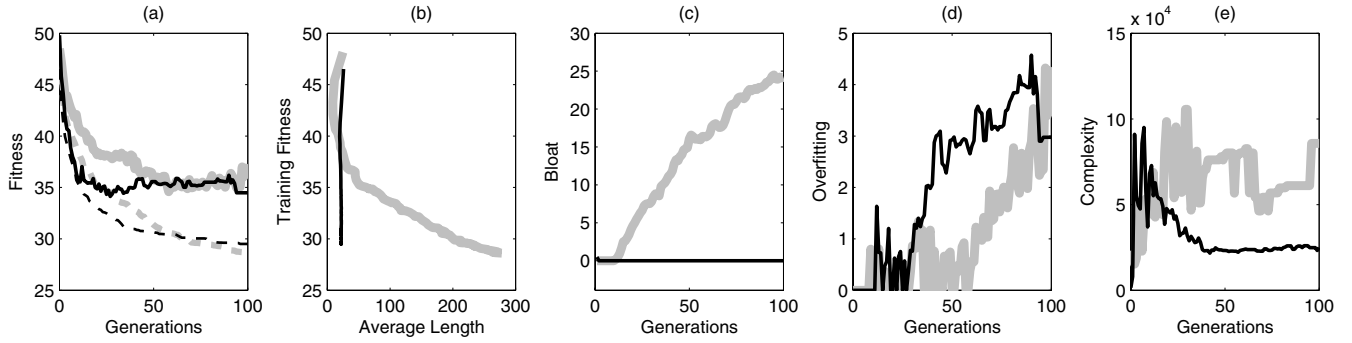 (a)
50
45
40
35
30
25
0
50
100
Fitness
Generations
(b)
50
45
40
35
30
25
0
100
200
300
Training Fitness
Average Length
(c)
30
25
20
15
10
5
0
0
50
100
Bloat
Generations
(d)
5
4
3
2
1
0
0
50
100
Overfitting
Generations
(e)
x 10⁴
15
10
5
0
0
50
100
Complexity
Generations